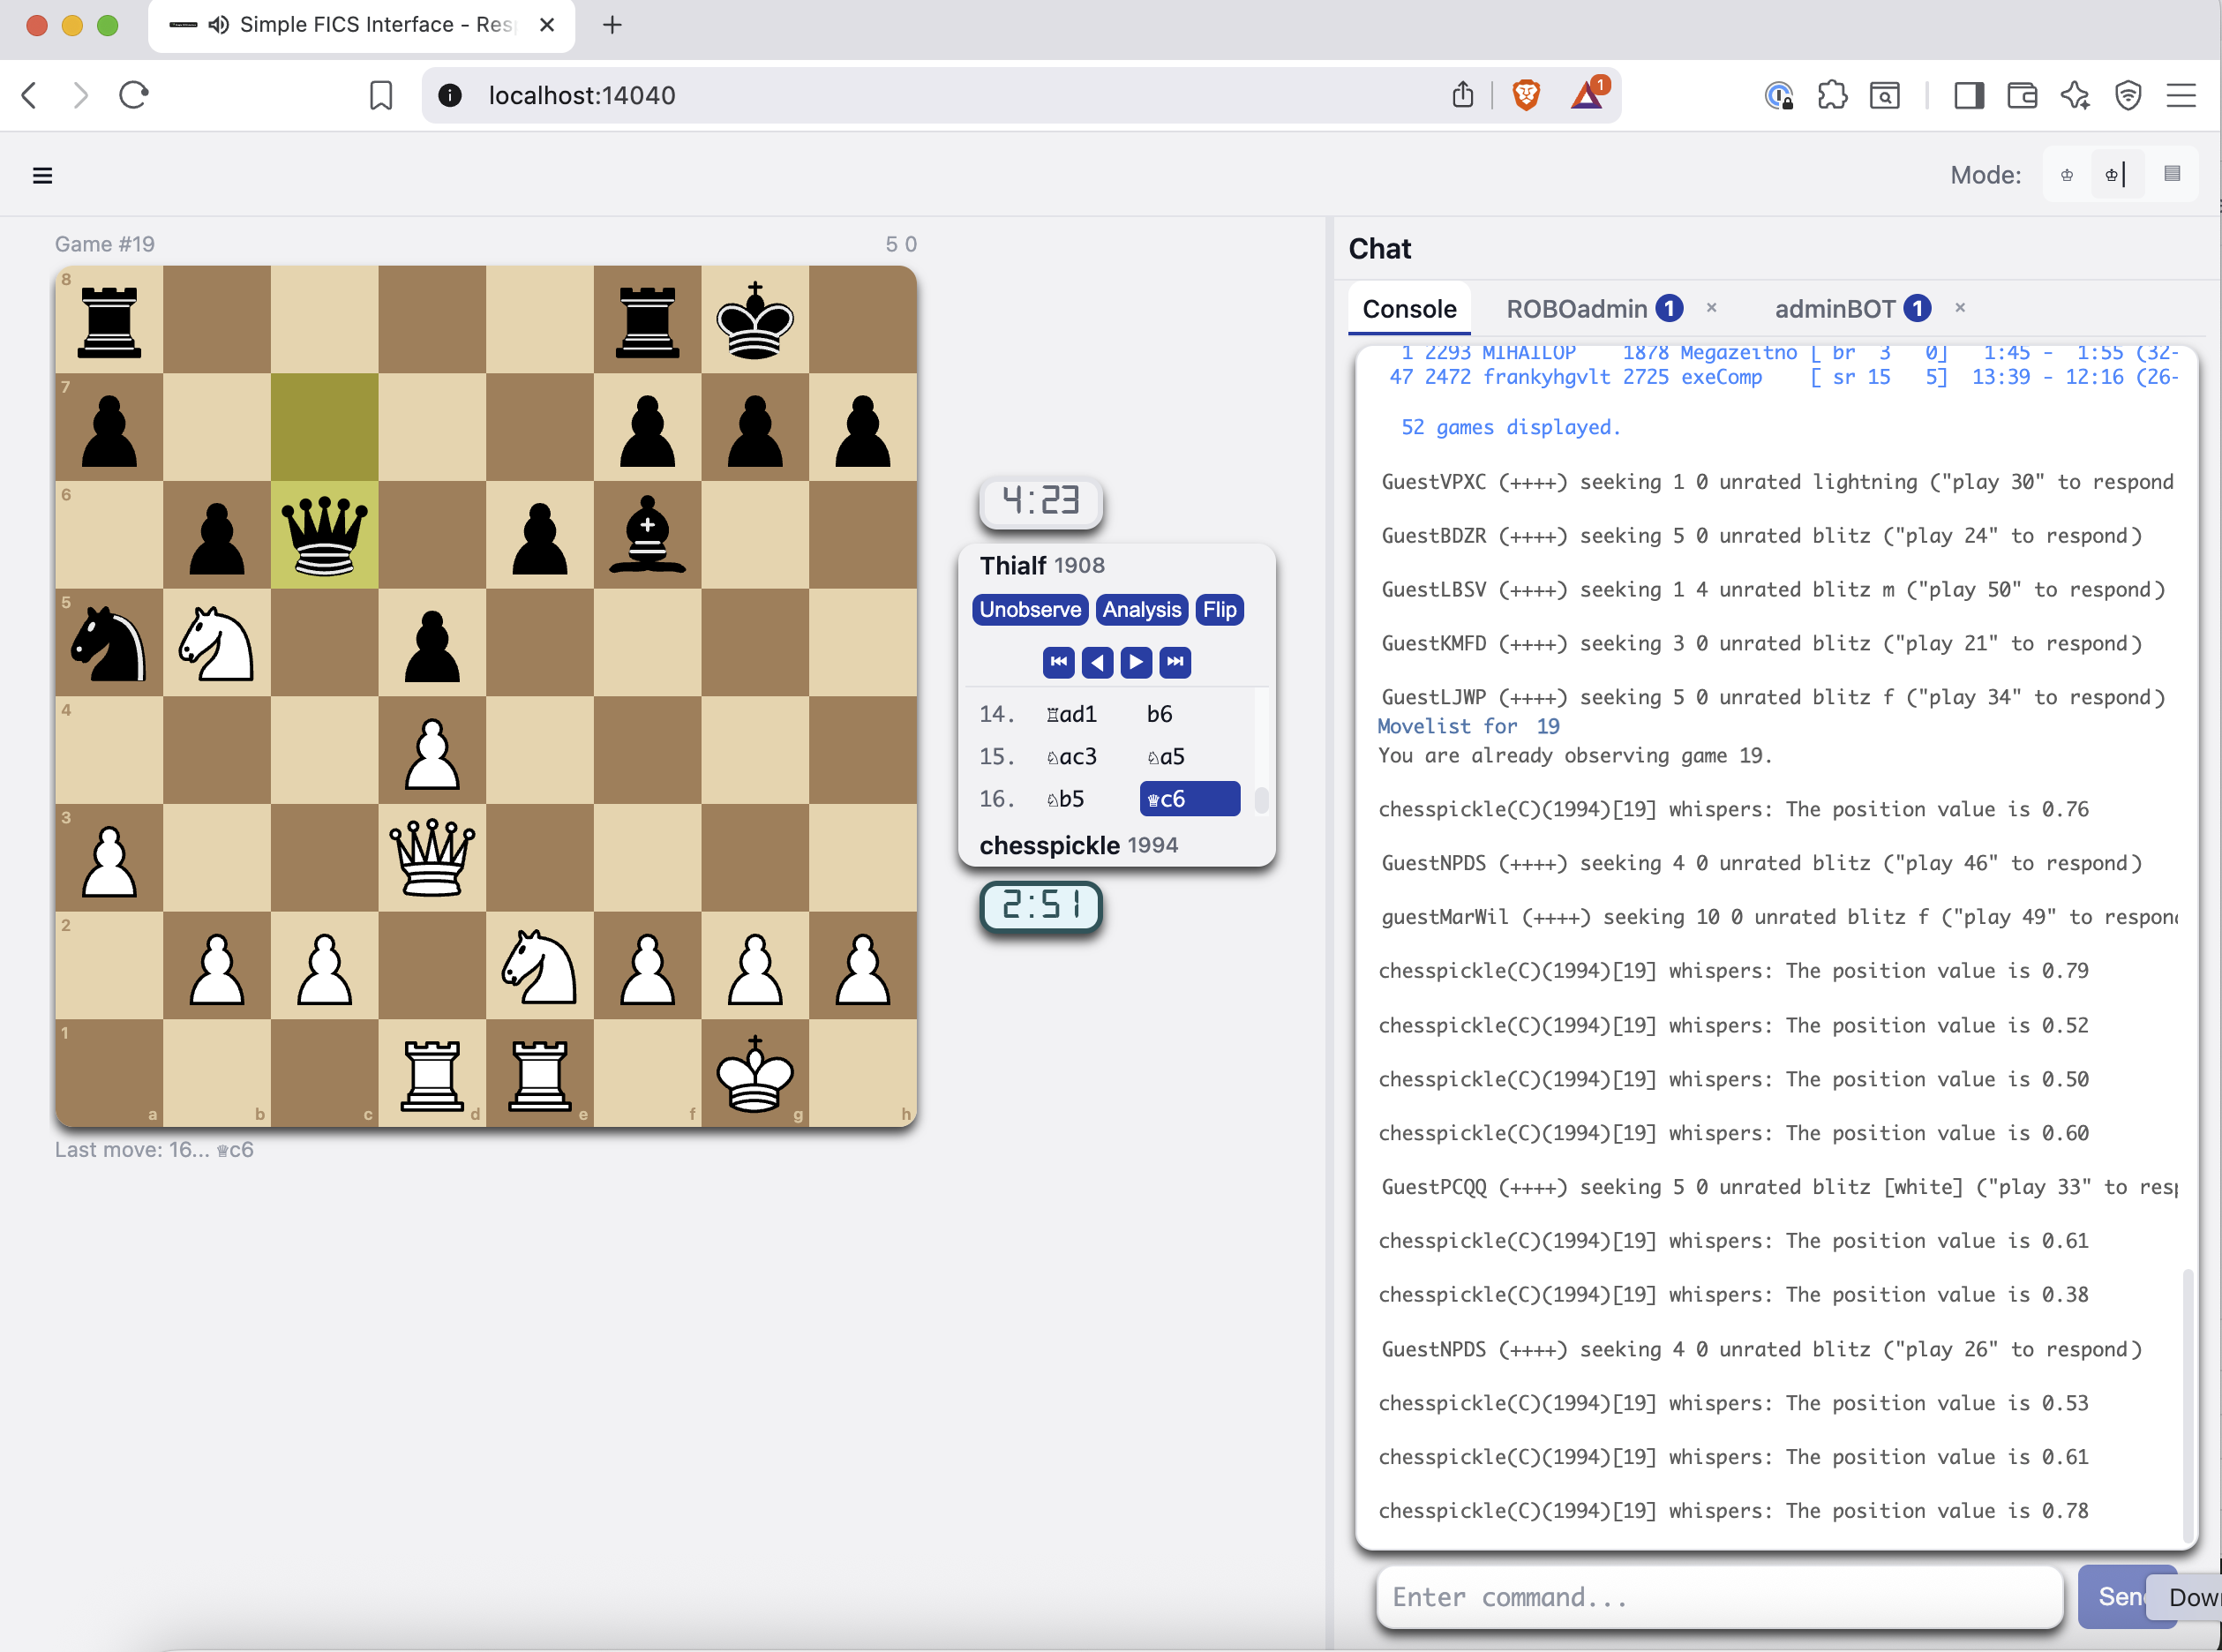 Simple FICS Interface - Res
localhost:14040
1
Mode:
Game #19
5 0
8
7
6
5
4
3
2
1
a
b
c
d
e
f
g
h
Last move: 16... ♕c6
4:23
Thialf 1908
Unobserve
Analysis
Flip
14. ♖ad1 b6
15. ♘ac3 ♘a5
16. ♘b5 ♕c6
chesspickle 1994
2:51
Chat
Console
ROBOadmin 1 ×
adminBOT 1 ×
1 2293 MIHAILOP 1878 Megazeitno [ br 3 0] 1:45 - 1:55 (32-
47 2472 frankyhgvlt 2725 exeComp [ sr 15 5] 13:39 - 12:16 (26-
52 games displayed.
GuestVPXC (++++) seeking 1 0 unrated lightning ("play 30" to respond
GuestBDZR (++++) seeking 5 0 unrated blitz ("play 24" to respond)
GuestLBSV (++++) seeking 1 4 unrated blitz m ("play 50" to respond)
GuestKMFD (++++) seeking 3 0 unrated blitz ("play 21" to respond)
GuestLJWP (++++) seeking 5 0 unrated blitz f ("play 34" to respond)
Movelist for 19
You are already observing game 19.
chesspickle(C)(1994)[19] whispers: The position value is 0.76
GuestNPDS (++++) seeking 4 0 unrated blitz ("play 46" to respond)
guestMarWil (++++) seeking 10 0 unrated blitz f ("play 49" to respon
chesspickle(C)(1994)[19] whispers: The position value is 0.79
chesspickle(C)(1994)[19] whispers: The position value is 0.52
chesspickle(C)(1994)[19] whispers: The position value is 0.50
chesspickle(C)(1994)[19] whispers: The position value is 0.60
GuestPCQQ (++++) seeking 5 0 unrated blitz [white] ("play 33" to resp
chesspickle(C)(1994)[19] whispers: The position value is 0.61
chesspickle(C)(1994)[19] whispers: The position value is 0.38
GuestNPDS (++++) seeking 4 0 unrated blitz ("play 26" to respond)
chesspickle(C)(1994)[19] whispers: The position value is 0.53
chesspickle(C)(1994)[19] whispers: The position value is 0.61
chesspickle(C)(1994)[19] whispers: The position value is 0.78
Enter command...
Sen
Dow